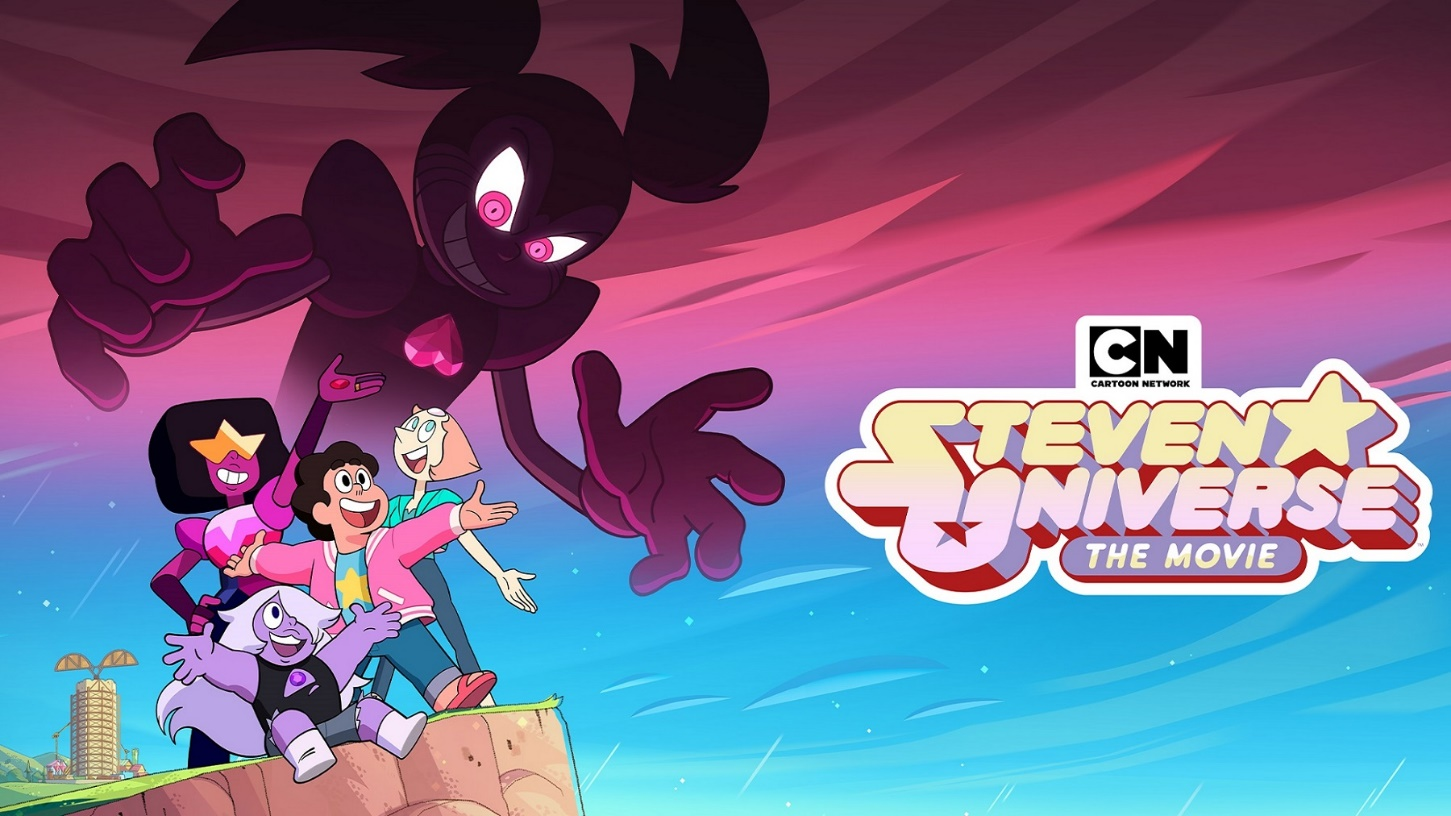 CN
CARTOON NETWORK
STEVEN
UNIVERSE
THE MOVIE